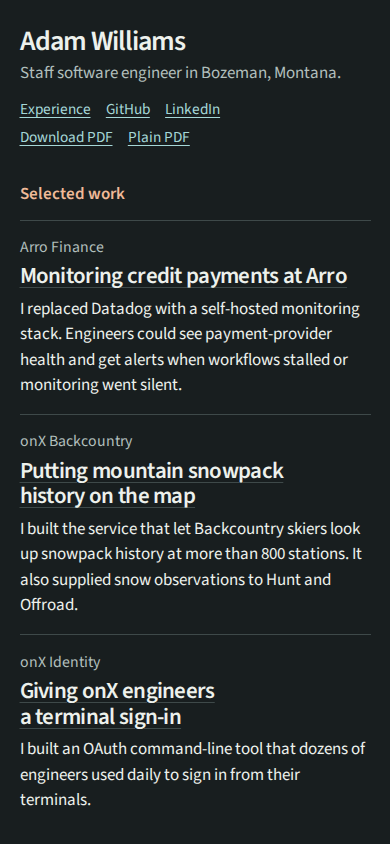 Adam Williams
Staff software engineer in Bozeman, Montana.
Experience GitHub LinkedIn
Download PDF Plain PDF
Selected work
Arro Finance
Monitoring credit payments at Arro
I replaced Datadog with a self-hosted monitoring
stack. Engineers could see payment-provider
health and get alerts when workflows stalled or
monitoring went silent.
onX Backcountry
Putting mountain snowpack
history on the map
I built the service that let Backcountry skiers look
up snowpack history at more than 800 stations. It
also supplied snow observations to Hunt and
Offroad.
onX Identity
Giving onX engineers
a terminal sign-in
I built an OAuth command-line tool that dozens of
engineers used daily to sign in from their
terminals.